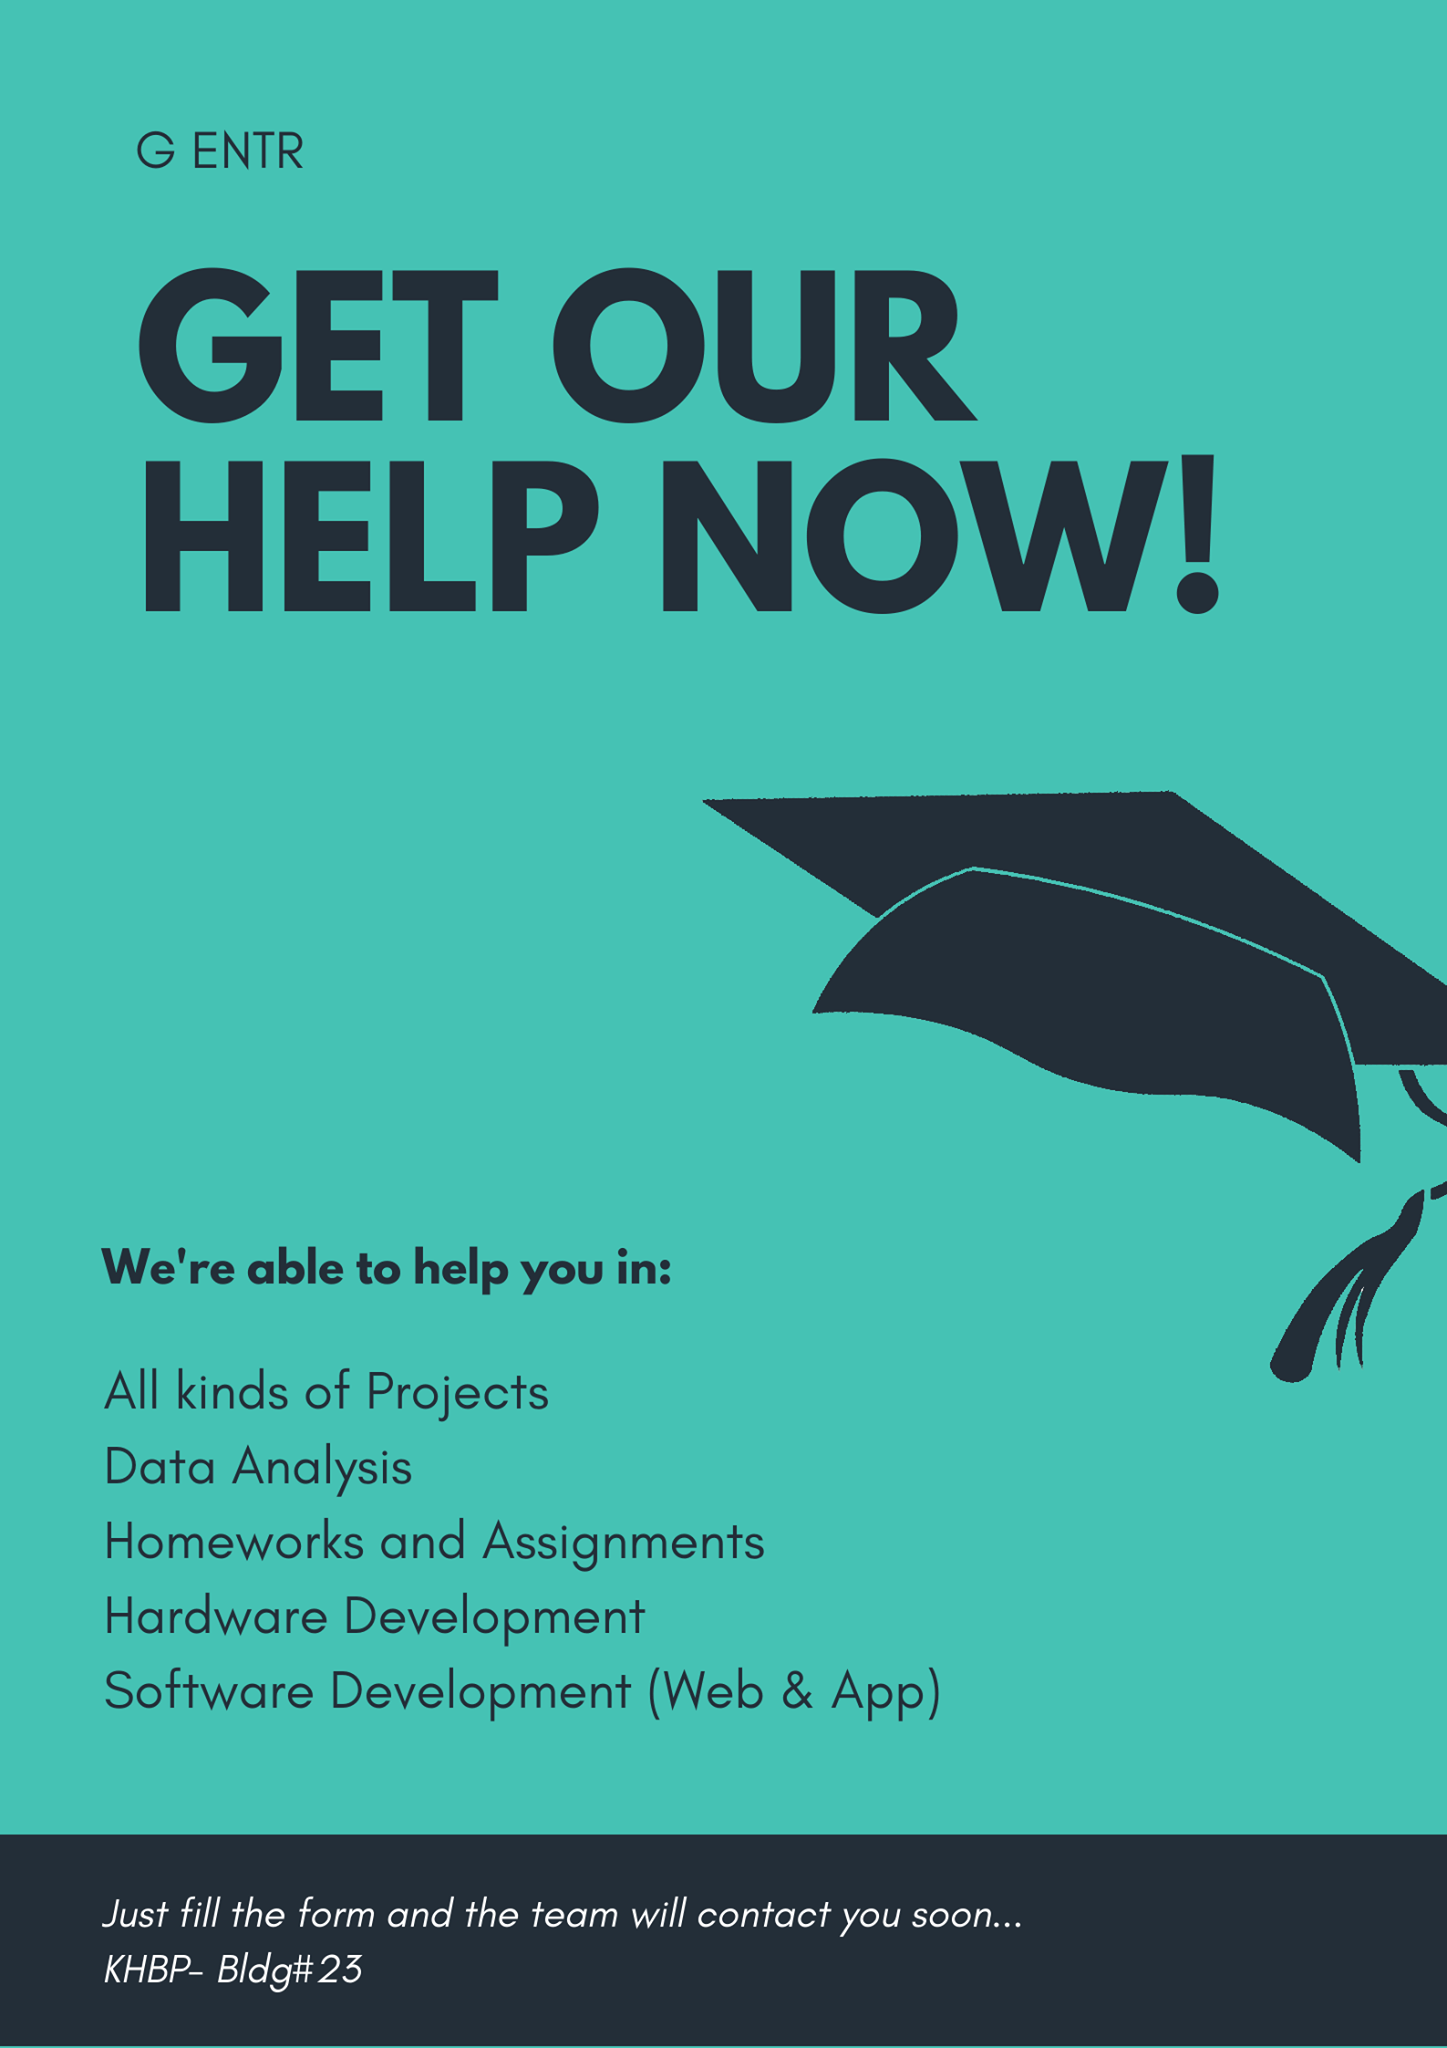 G ENTR
GET OUR
HELP NOW!
We're able to help you in:
All kinds of Projects
Data Analysis
Homeworks and Assignments
Hardware Development
Software Development (Web & App)
Just fill the form and the team will contact you soon...
KHBP- Bldg#23